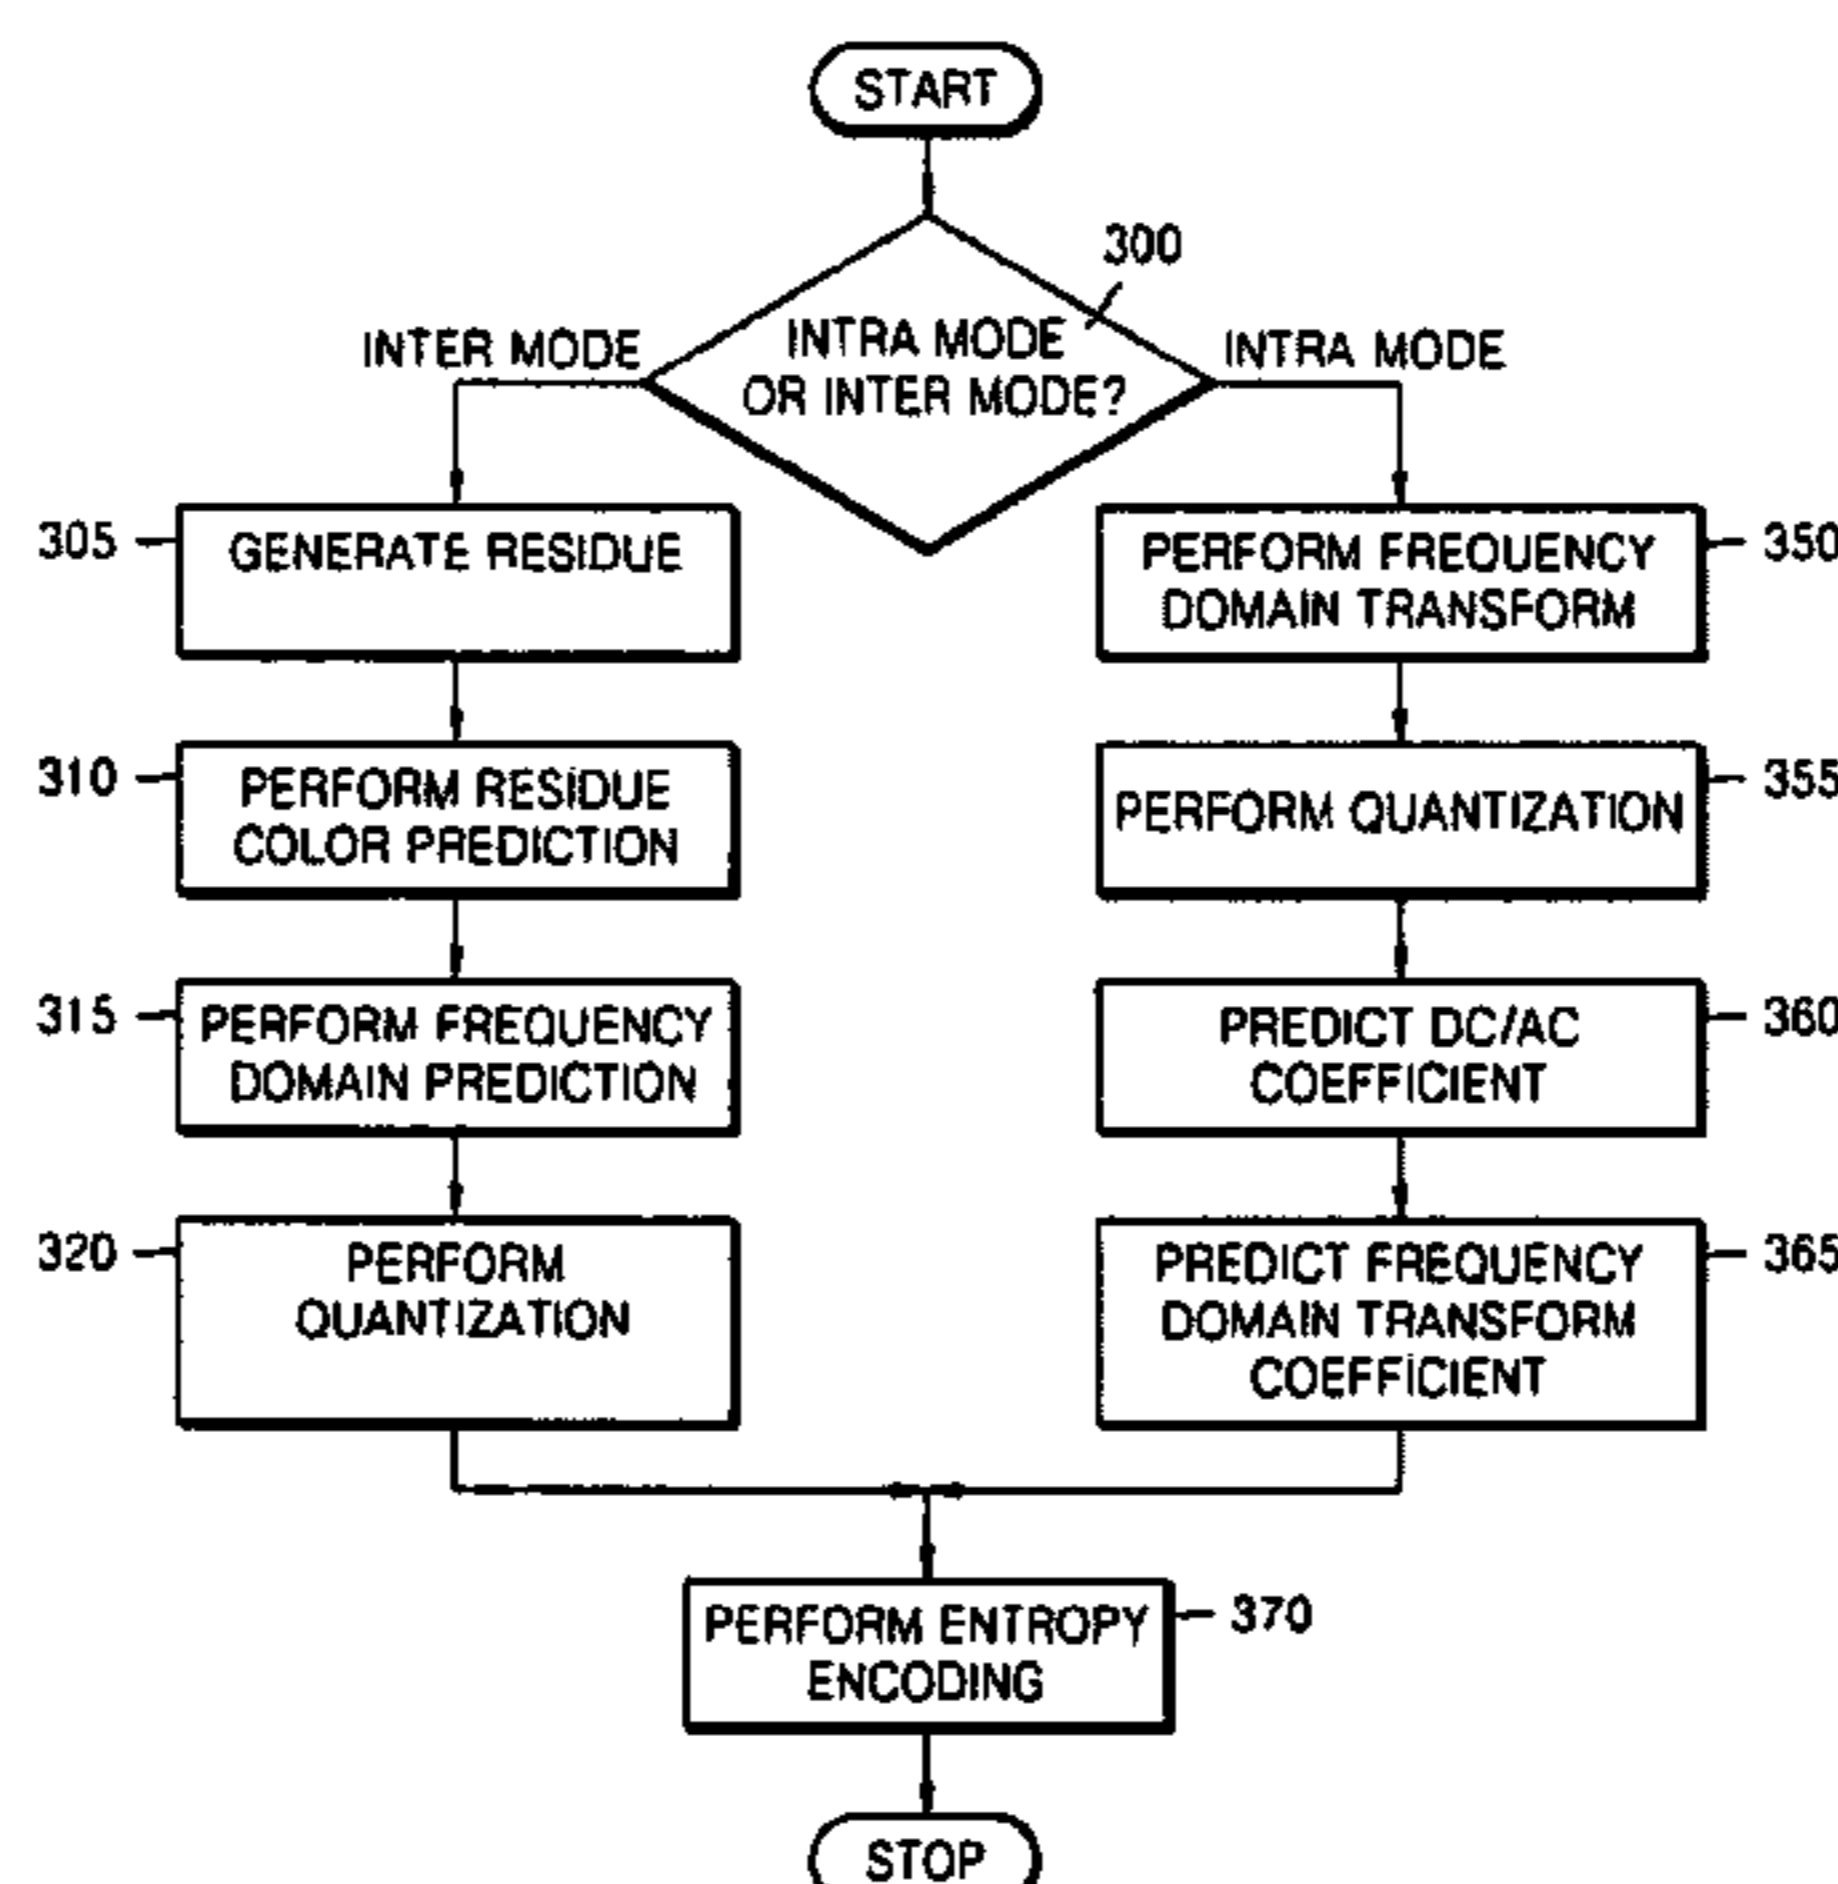 START
300
INTRA MODE
OR INTER MODE?
INTER MODE
INTRA MODE
305
GENERATE RESIDUE
310
PERFORM RESIDUE
COLOR PREDICTION
315
PERFORM FREQUENCY
DOMAIN PREDICTION
320
PERFORM
QUANTIZATION
PERFORM FREQUENCY
DOMAIN TRANSFORM
350
PERFORM QUANTIZATION
355
PREDICT DC/AC
COEFFICIENT
360
PREDICT FREQUENCY
DOMAIN TRANSFORM
COEFFICIENT
365
PERFORM ENTROPY
ENCODING
370
STOP